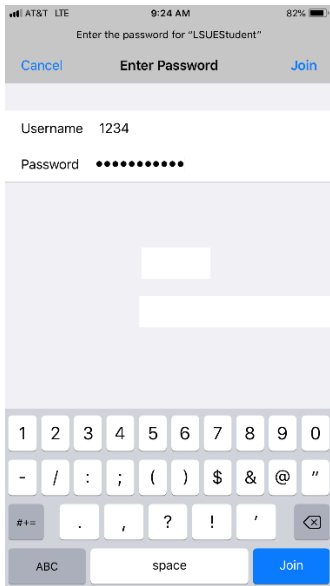 AT&T LTE 9:24 AM 82%
Enter the password for “LSUEStudent”
Cancel Enter Password Join
Username 1234
Password ●●●●●●●●●●●
1 2 3 4 5 6 7 8 9 0
- / : ; ( ) $ & @ "
#+= . , ? ! ’
ABC space Join